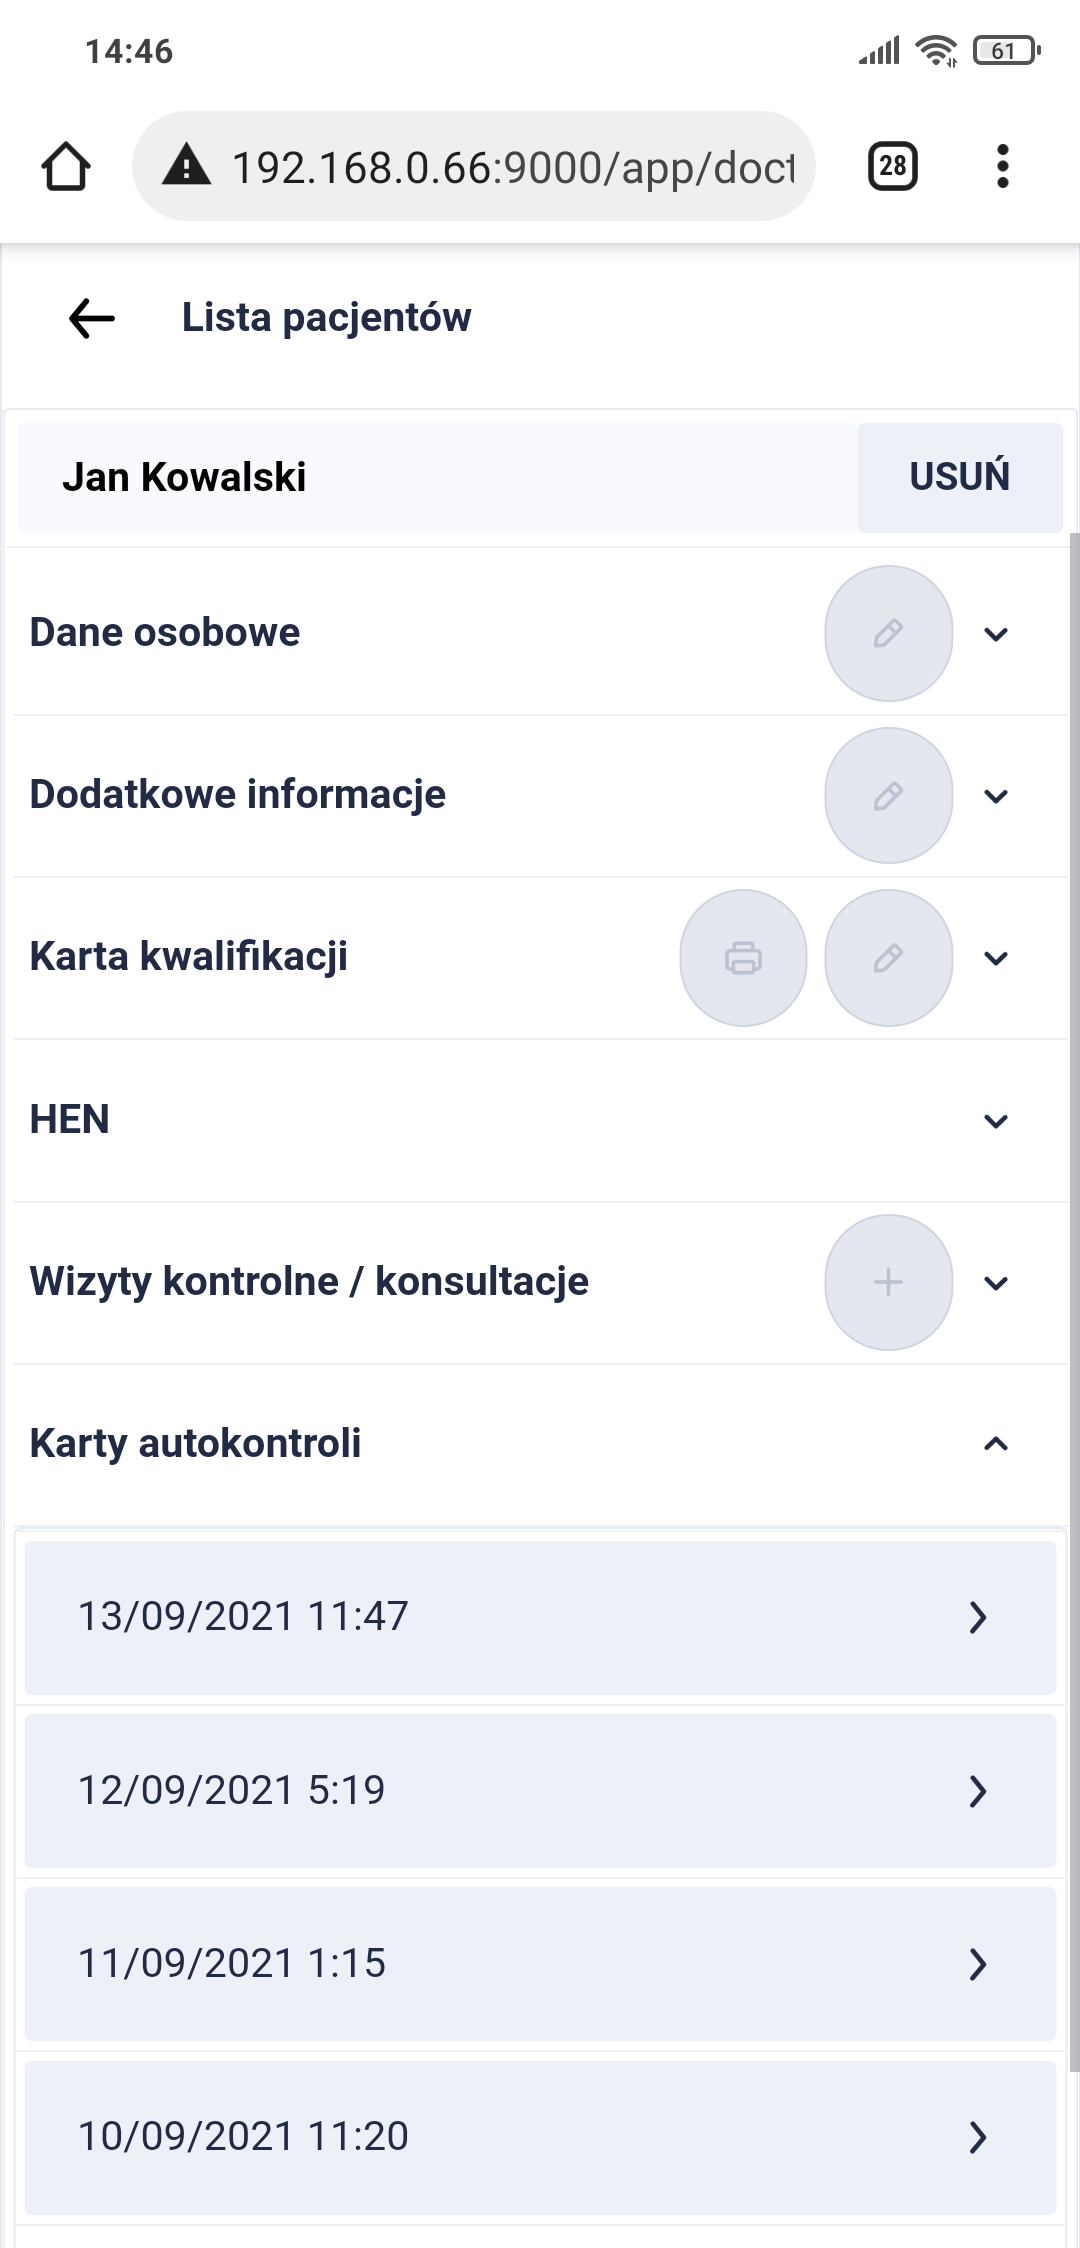 14:46
61
192.168.0.66:9000/app/doct
28
Lista pacjentów
Jan Kowalski
USUŃ
Dane osobowe
Dodatkowe informacje
Karta kwalifikacji
HEN
Wizyty kontrolne / konsultacje
Karty autokontroli
13/09/2021 11:47
12/09/2021 5:19
11/09/2021 1:15
10/09/2021 11:20